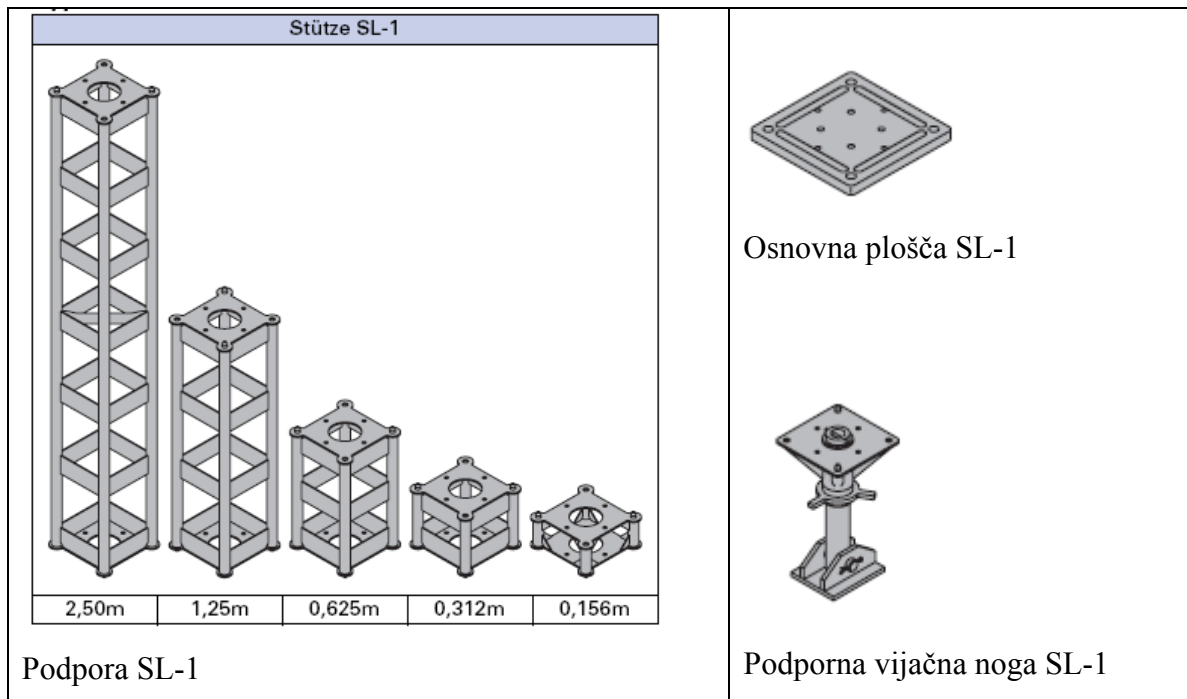 Stütze SL-1
2,50m 1,25m 0,625m 0,312m 0,156m
Podpora SL-1
Osnovna plošča SL-1
Podporna vijačna noga SL-1